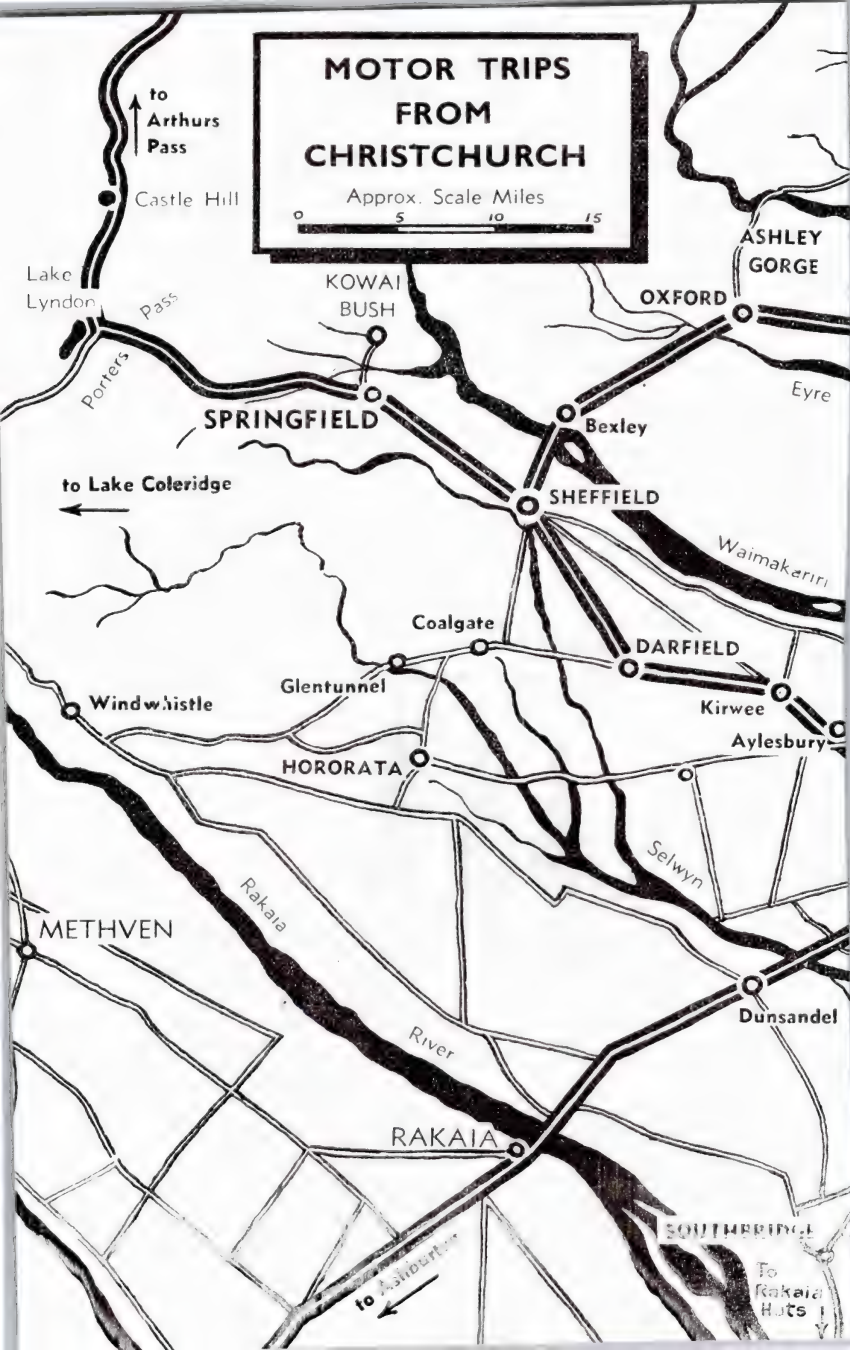 MOTOR TRIPS
FROM
CHRISTCHURCH
Approx. Scale Miles
0 5 10 15
to
Arthurs
Pass
Castle Hill
Lake
Lyndon
Porters Pass
KOWAI
BUSH
ASHLEY
GORGE
OXFORD
Eyre
SPRINGFIELD
Bexley
to Lake Coleridge
SHEFFIELD
Waimakariri
Coalgate
DARFIELD
Glentunnel
Windwhistle
Kirwee
Aylesbury
HORORATA
Selwyn
Rakaia
METHVEN
Dunsandel
River
RAKAIA
SOUTHBRIDGE
to Ashburton
To
Rakaia
Huts